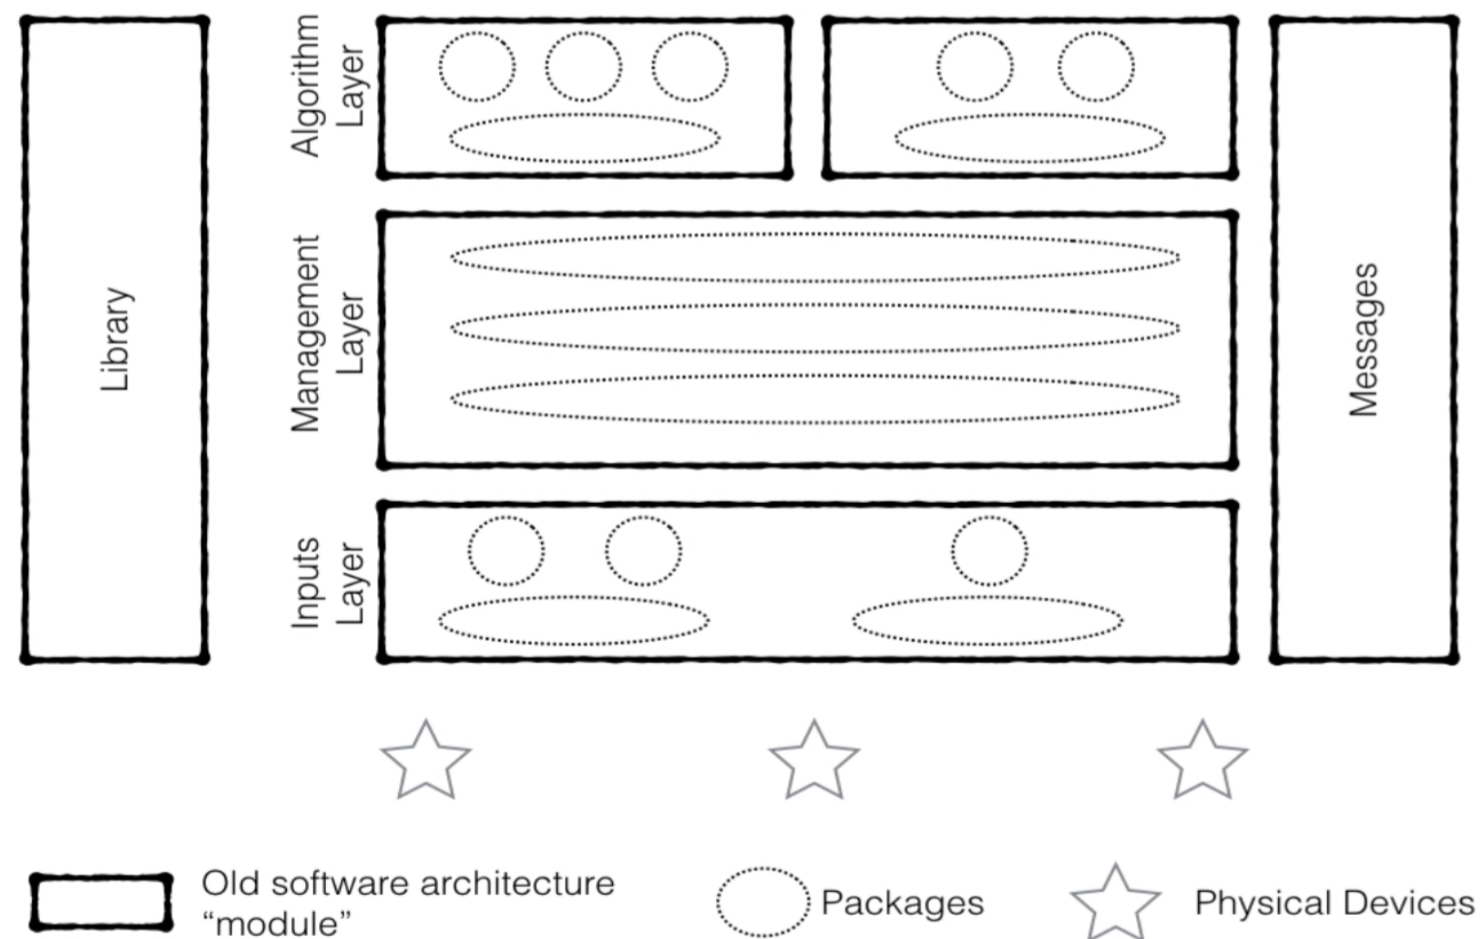 Library
Algorithm
Layer
Management
Layer
Inputs
Layer
Messages
Old software architecture
“module”
Packages
Physical Devices